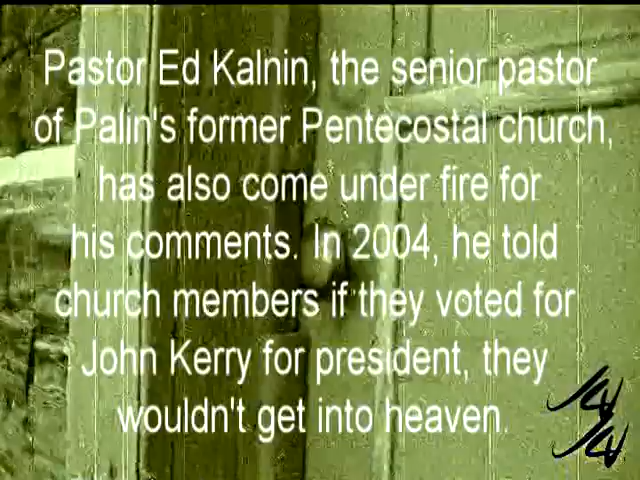 Pastor Ed Kalnin, the senior pastor
of Palin's former Pentecostal church,
has also come under fire for
his comments. In 2004, he told
church members if they voted for
John Kerry for president, they
wouldn't get into heaven.